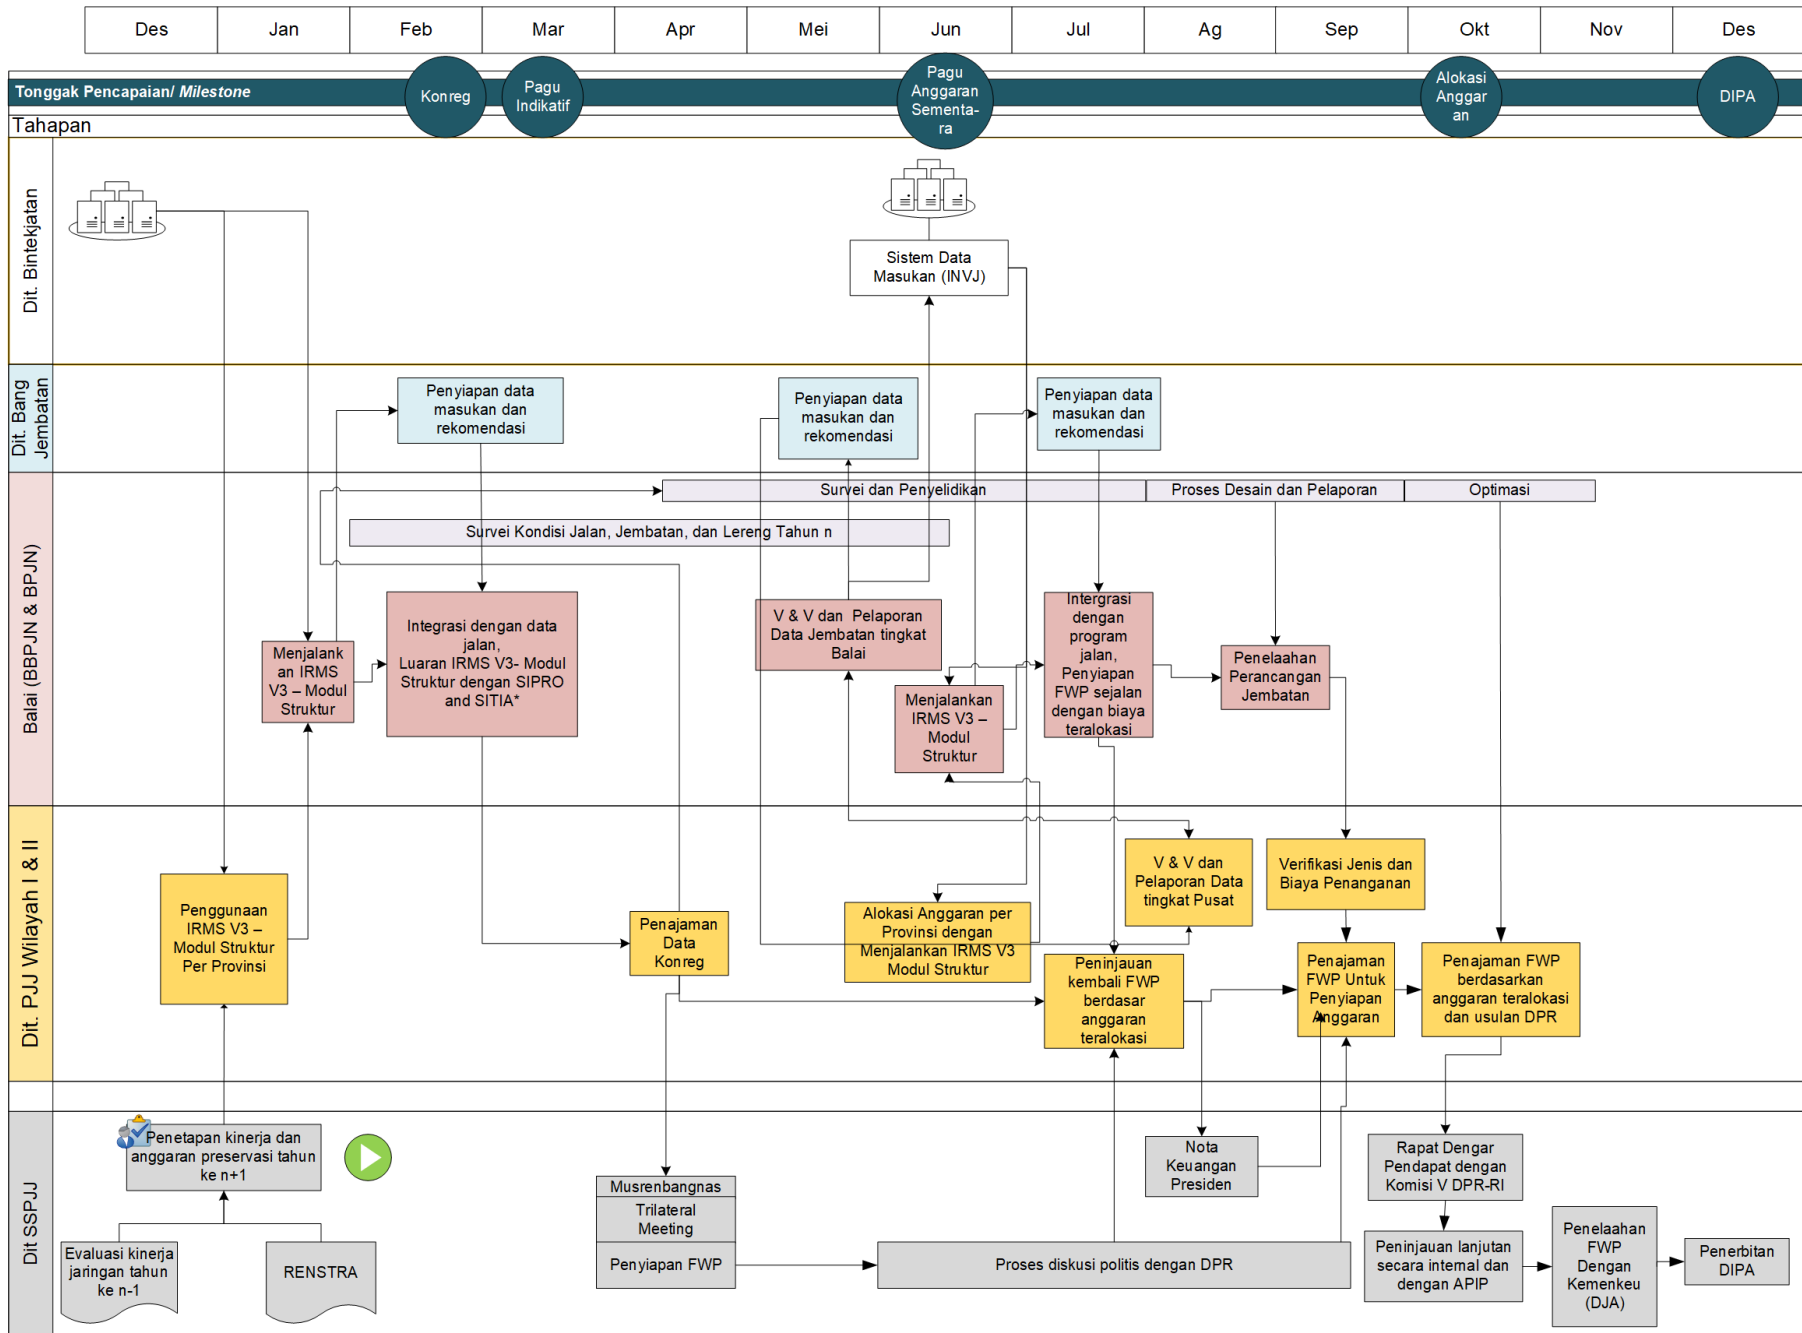 Des
Jan
Feb
Mar
Apr
Mei
Jun
Jul
Ag
Sep
Okt
Nov
Des
Tonggak Pencapaian/ Milestone
Konreg
Pagu
Indikatif
Pagu
Anggaran
Sementa-
ra
Alokasi
Anggar
an
DIPA
Tahapan
Dit. Bintekjatan
Sistem Data
Masukan (INVJ)
Dit. Bang
Jembatan
Penyiapan data
masukan dan
rekomendasi
Penyiapan data
masukan dan
rekomendasi
Penyiapan data
masukan dan
rekomendasi
Balai (BBPJN & BPJN)
Survei dan Penyelidikan
Proses Desain dan Pelaporan
Optimasi
Survei Kondisi Jalan, Jembatan, dan Lereng Tahun n
Menjalank
an IRMS
V3 – Modul
Struktur
Integrasi dengan data
jalan,
Luaran IRMS V3- Modul
Struktur dengan SIPRO
and SITIA*
V & V dan Pelaporan
Data Jembatan tingkat
Balai
Menjalankan
IRMS V3 –
Modul
Struktur
Intergrasi
dengan
program
jalan,
Penyiapan
FWP sejalan
dengan biaya
teralokasi
Penelaahan
Perancangan
Jembatan
Dit. PJJ Wilayah I & II
Penggunaan
IRMS V3 –
Modul Struktur
Per Provinsi
Penajaman
Data
Konreg
Alokasi Anggaran per
Provinsi dengan
Menjalankan IRMS V3
Modul Struktur
Peninjauan
kembali FWP
berdasar
anggaran
teralokasi
V & V dan
Pelaporan Data
tingkat Pusat
Verifikasi Jenis dan
Biaya Penanganan
Penajaman
FWP Untuk
Penyiapan
Anggaran
Penajaman FWP
berdasarkan
anggaran teralokasi
dan usulan DPR
Dit SSPJJ
Penetapan kinerja dan
anggaran preservasi tahun
ke n+1
Evaluasi kinerja
jaringan tahun
ke n-1
RENSTRA
Musrenbangnas
Trilateral
Meeting
Penyiapan FWP
Proses diskusi politis dengan DPR
Nota
Keuangan
Presiden
Rapat Dengar
Pendapat dengan
Komisi V DPR-RI
Peninjauan lanjutan
secara internal dan
dengan APIP
Penelaahan
FWP
Dengan
Kemenkeu
(DJA)
Penerbitan
DIPA